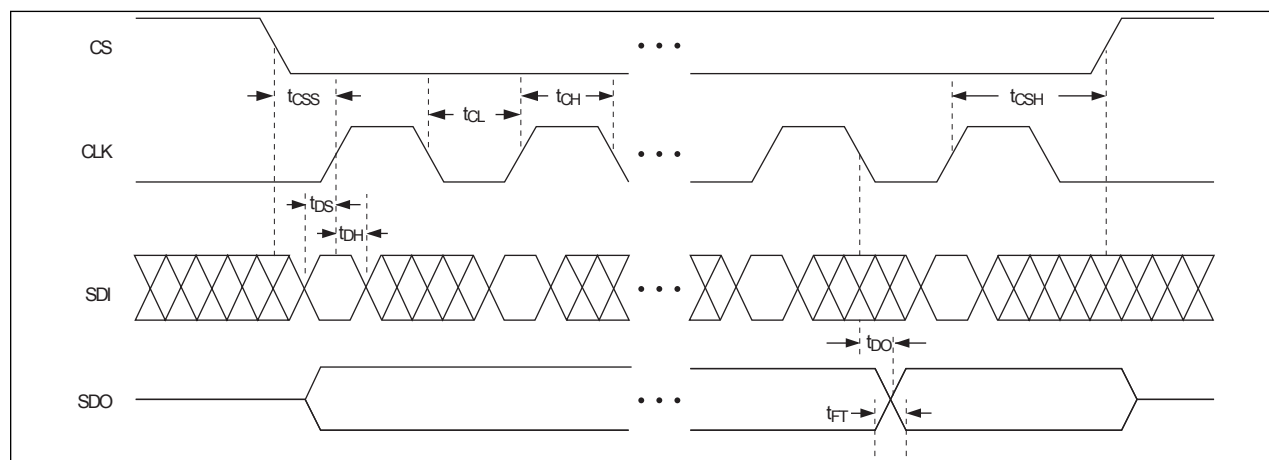 CS
tCSS
tCL
tCH
tCSH
CLK
tDS
tDH
SDI
tDO
SDO
tFT